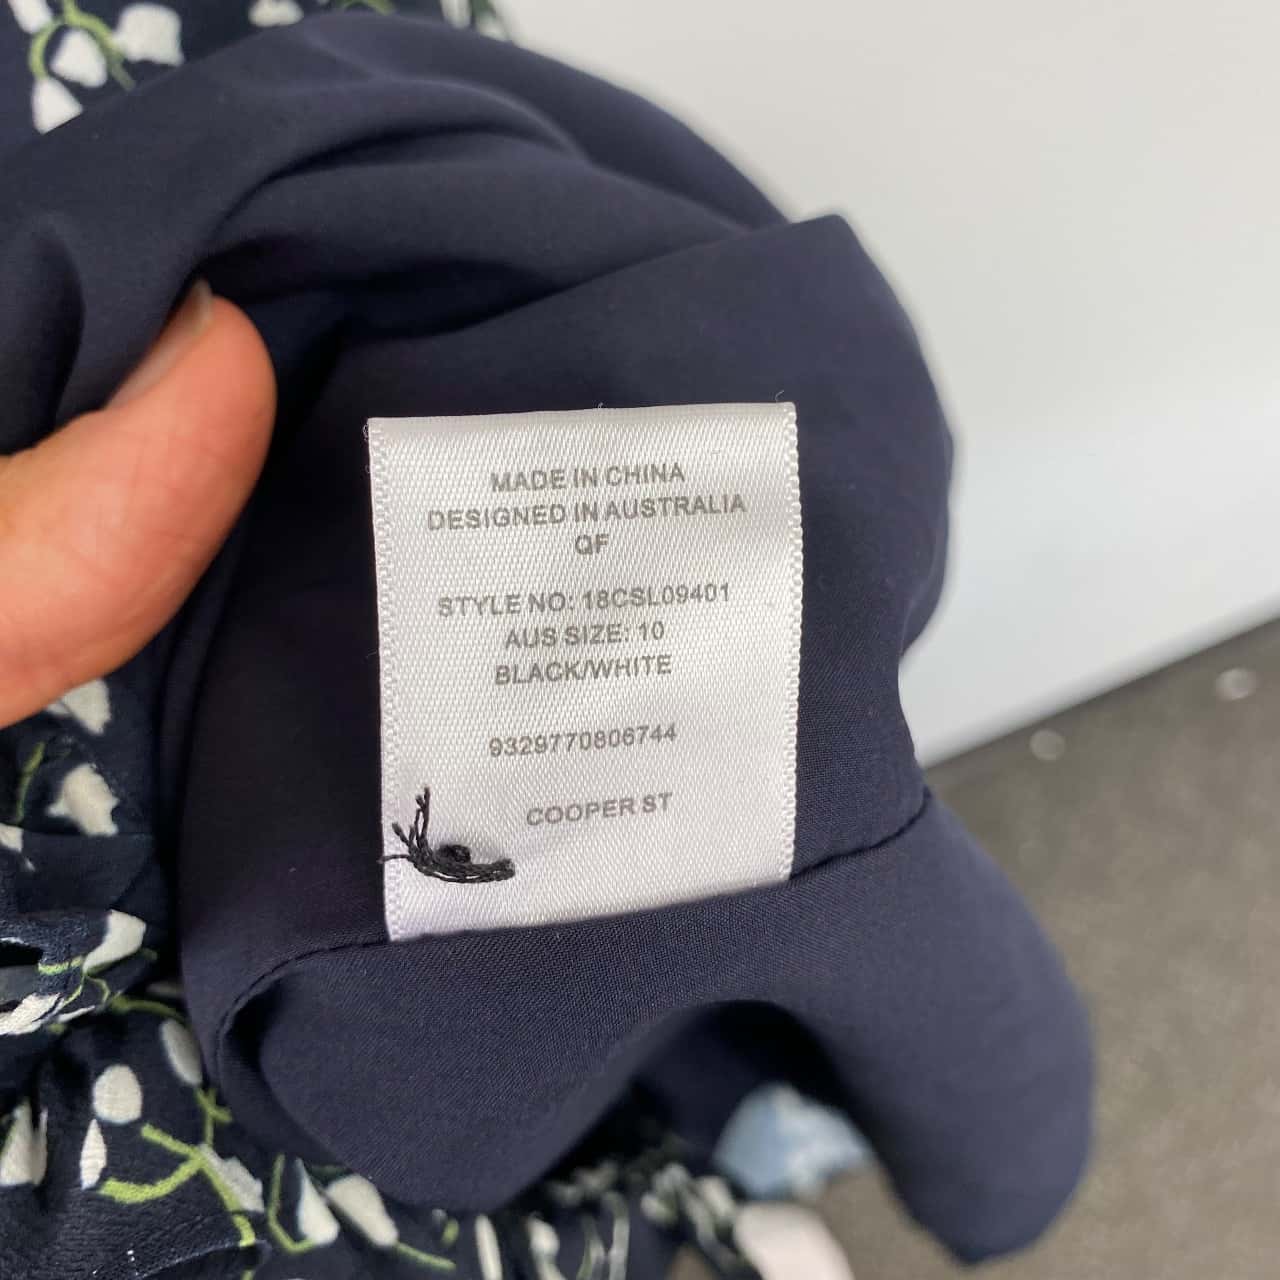 MADE IN CHINA
DESIGNED IN AUSTRALIA
QF
STYLE NO: 18CSL09401
AUS SIZE: 10
BLACK/WHITE
9329770806744
COOPER ST